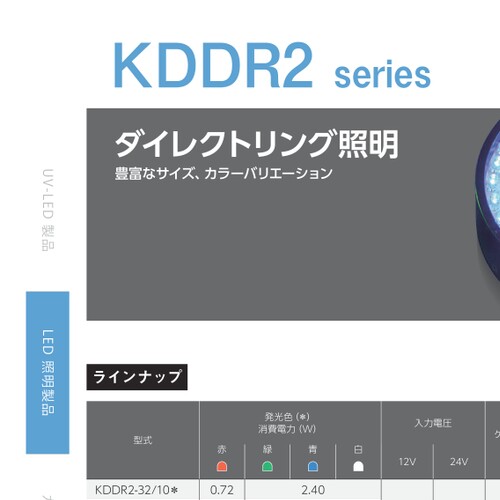 KDDR2 series
ダイレクトリング照明
豊富なサイズ、カラーバリエーション
UV-LED 製品
LED 照明製品
ラインナップ
型式
発光色(*)
消費電力(W)
赤 緑 青 白
入力電圧
12V 24V
KDDR2-32/10* 0.72 2.40